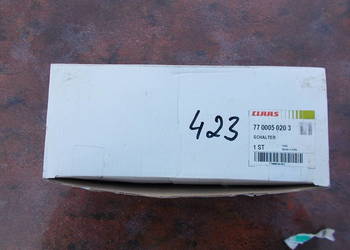 423
CLAAS
77 0005 020 3
SCHALTER
1 ST